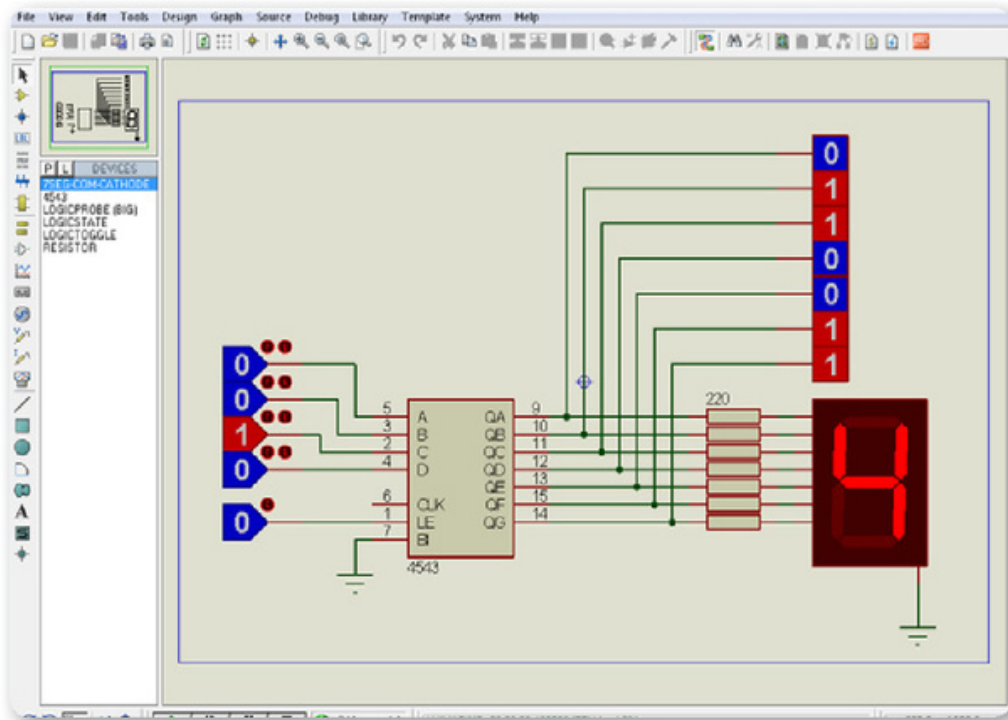 File View Edit Tools Design Graph Source Debug Library Template System Help
P L DEVICES
7SEG-COM-CATHODE
4543
LOGICPROBE (BIG)
LOGICSTATE
LOGICTOGGLE
RESISTOR
LBL
A
0
1
1
0
0
1
1
0
0
1
0
0
5 A QA 9
3 B QB 10
2 C QC 11
4 D QD 12
QE 13
6 CLK QF 15
1 LE QG 14
7 BI
4543
220
4